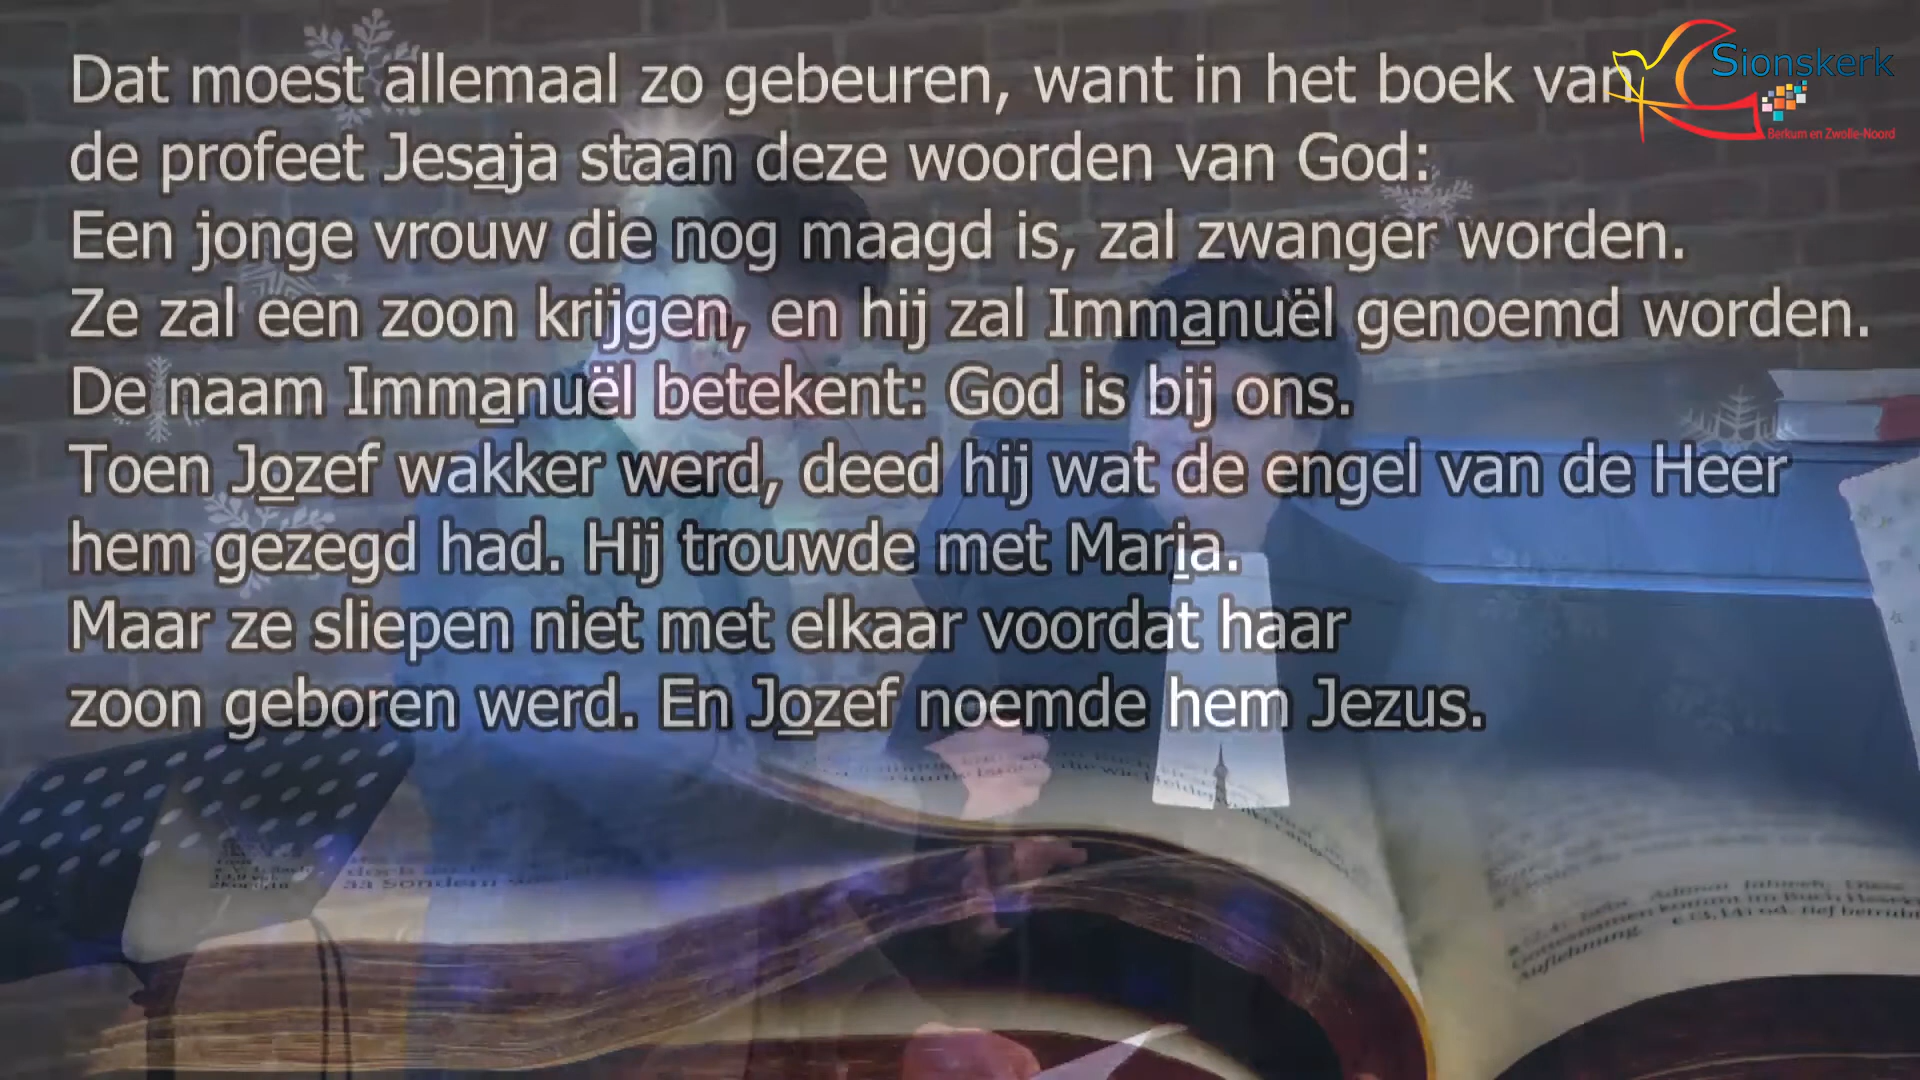 Dat moest allemaal zo gebeuren, want in het boek van
de profeet Jesaja staan deze woorden van God:
Een jonge vrouw die nog maagd is, zal zwanger worden.
Ze zal een zoon krijgen, en hij zal Immanuël genoemd worden.
De naam Immanuël betekent: God is bij ons.
Toen Jozef wakker werd, deed hij wat de engel van de Heer
hem gezegd had. Hij trouwde met Maria.
Maar ze sliepen niet met elkaar voordat haar
zoon geboren werd. En Jozef noemde hem Jezus.
Sionskerk
Berkum en Zwolle-Noord